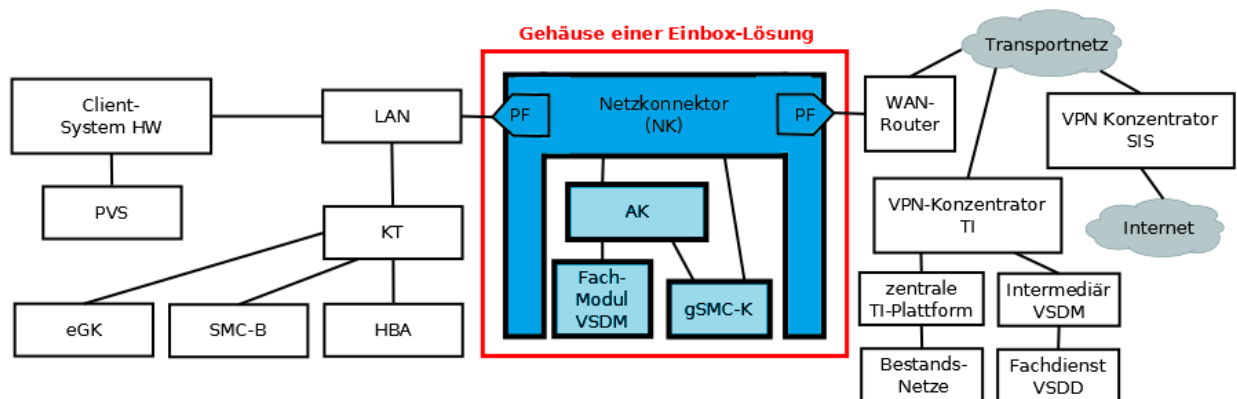 Gehäuse einer Einbox-Lösung
Transportnetz
Client-
System HW
LAN
PF
Netzkonnektor
(NK)
PF
WAN-
Router
VPN Konzentrator
SIS
PVS
KT
AK
VPN-Konzentrator
TI
Internet
eGK
SMC-B
HBA
Fach-
Modul
VSDM
gSMC-K
zentrale
TI-Plattform
Intermediär
VSDM
Bestands-
Netze
Fachdienst
VSDD